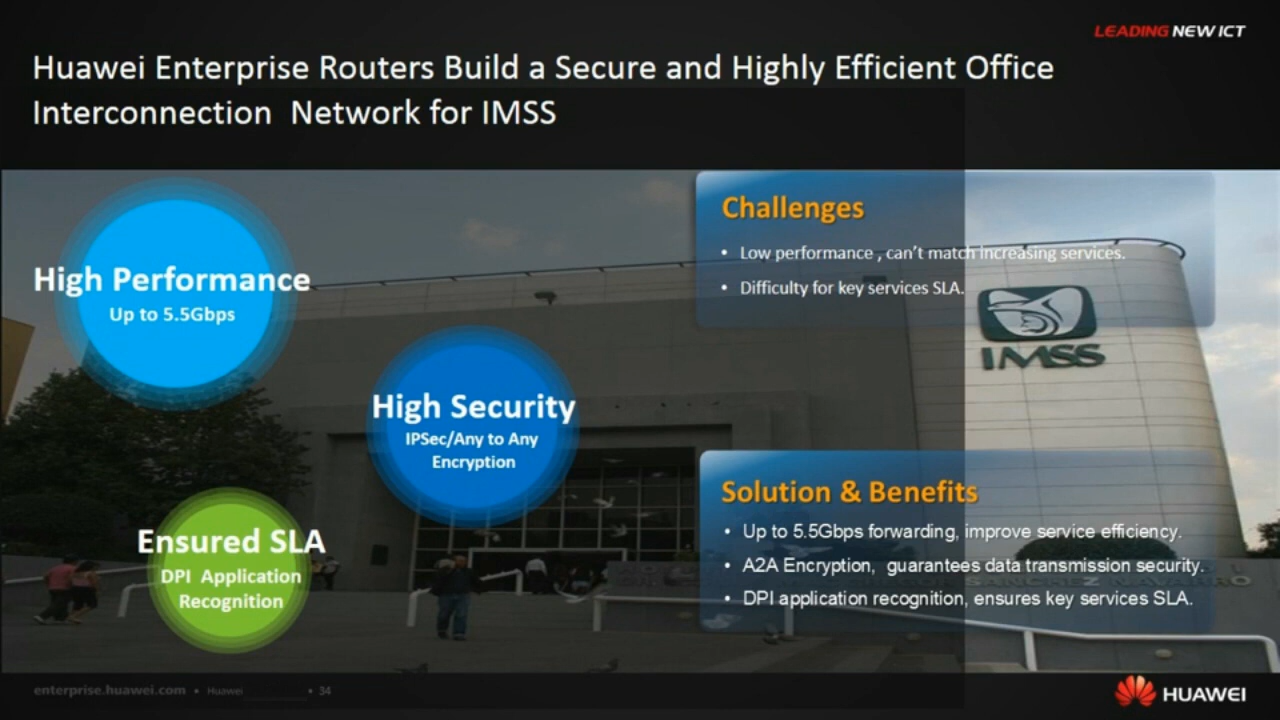 LEADING NEW ICT
Huawei Enterprise Routers Build a Secure and Highly Efficient Office
Interconnection Network for IMSS
High Performance
Up to 5.5Gbps
High Security
IPSec/Any to Any
Encryption
Ensured SLA
DPI Application
Recognition
Challenges
• Low performance , can't match increasing services.
• Difficulty for key services SLA.
IMSS
Solution & Benefits
• Up to 5.5Gbps forwarding, improve service efficiency.
• A2A Encryption, guarantees data transmission security.
• DPI application recognition, ensures key services SLA.
SANCHEZ NAVARRO
enterprise.huawei.com • Huawei • 34
HUAWEI